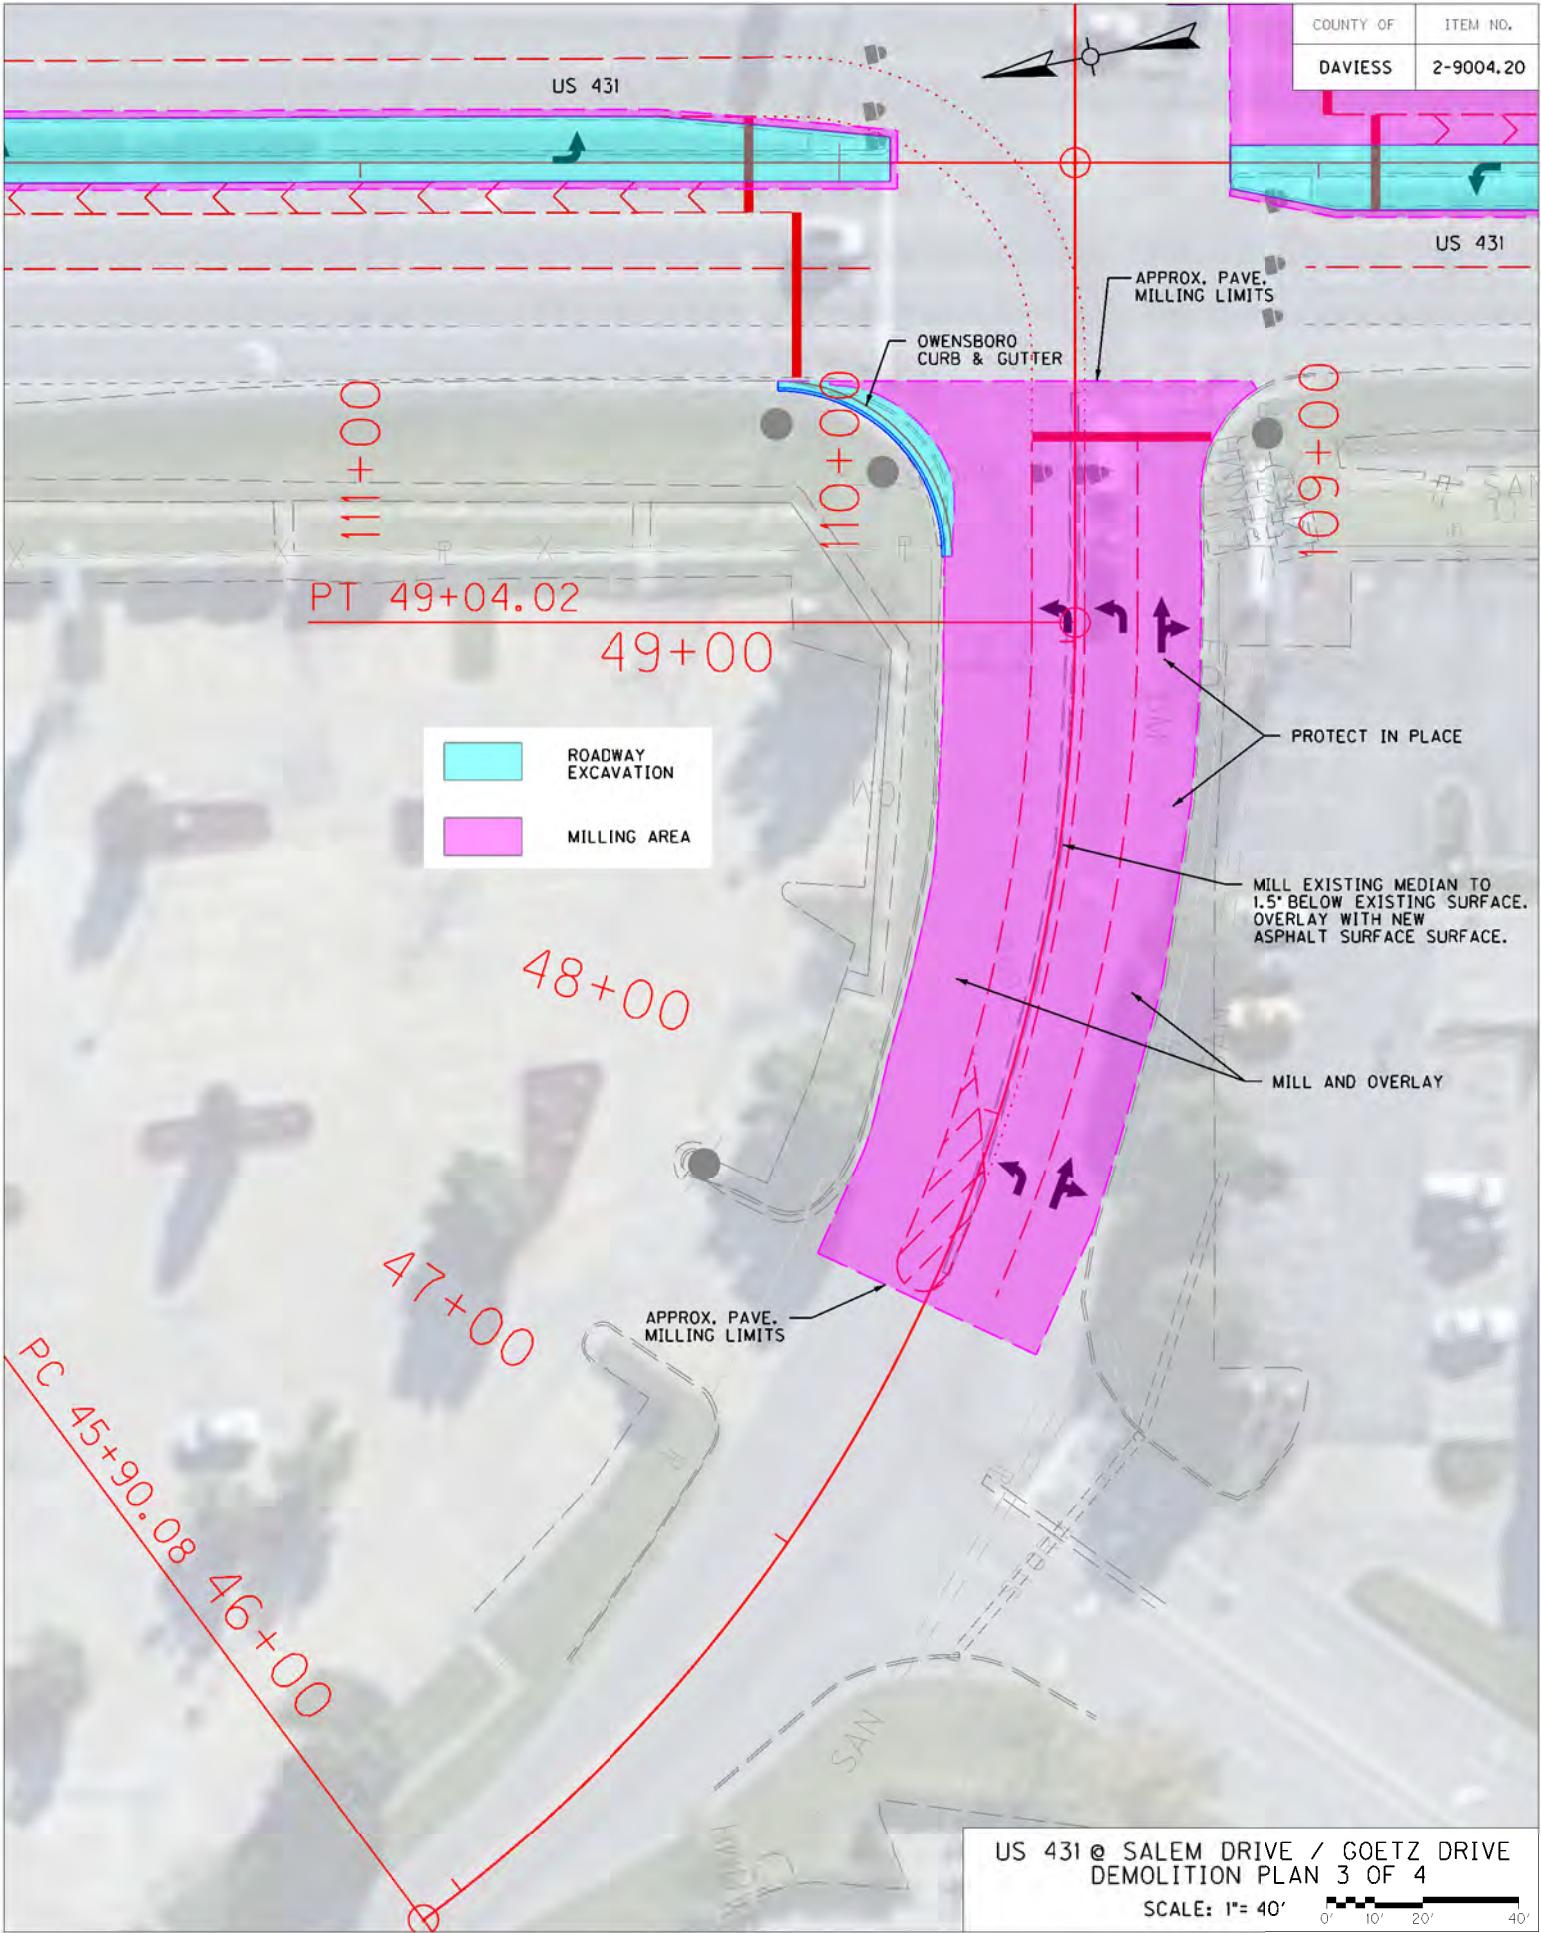 COUNTY OF
ITEM NO.
DAVIESS
2-9004.20
US 431
US 431
APPROX. PAVE.
MILLING LIMITS
OWENSBORO
CURB & GUTTER
111+00
110+00
109+00
SAN
PT 49+04.02
49+00
ROADWAY
EXCAVATION
MILLING AREA
PROTECT IN PLACE
MILL EXISTING MEDIAN TO
1.5" BELOW EXISTING SURFACE.
OVERLAY WITH NEW
ASPHALT SURFACE SURFACE.
48+00
MILL AND OVERLAY
47+00
APPROX. PAVE.
MILLING LIMITS
PC 45+90.08
46+00
SAN
US 431 @ SALEM DRIVE / GOETZ DRIVE
DEMOLITION PLAN 3 OF 4
SCALE: 1"= 40'
0' 10' 20' 40'